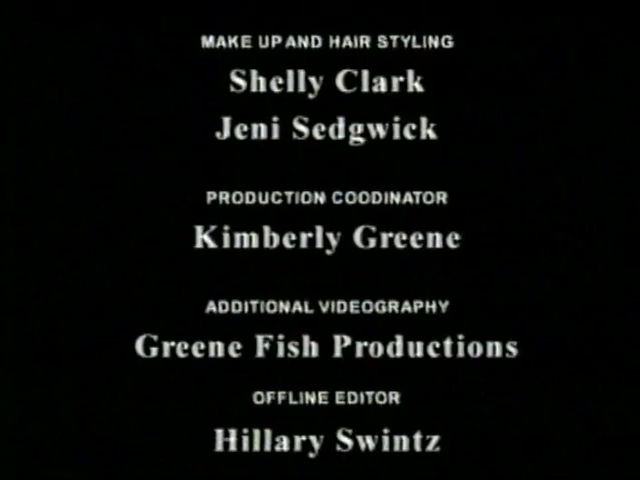 MAKE UP AND HAIR STYLING
Shelly Clark
Jeni Sedgwick
PRODUCTION COODINATOR
Kimberly Greene
ADDITIONAL VIDEOGRAPHY
Greene Fish Productions
OFFLINE EDITOR
Hillary Swintz